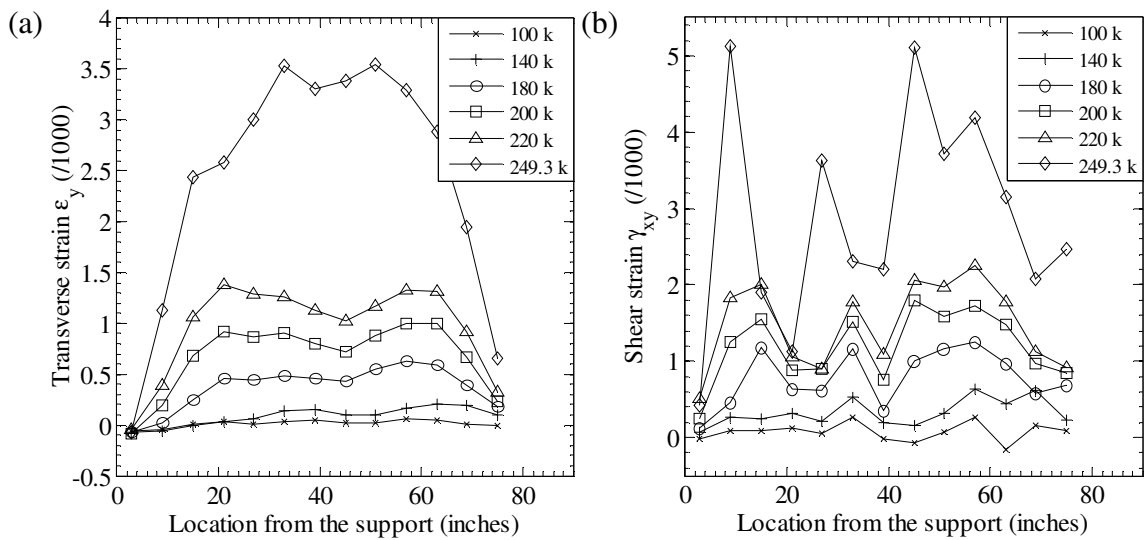 (a)
Transverse strain ε_y (/1000)
4
3.5
3
2.5
2
1.5
1
0.5
0
-0.5
0
20
40
60
80
Location from the support (inches)
100 k
140 k
180 k
200 k
220 k
249.3 k
(b)
Shear strain γ_xy (/1000)
5
4
3
2
1
0
0
20
40
60
80
Location from the support (inches)
100 k
140 k
180 k
200 k
220 k
249.3 k